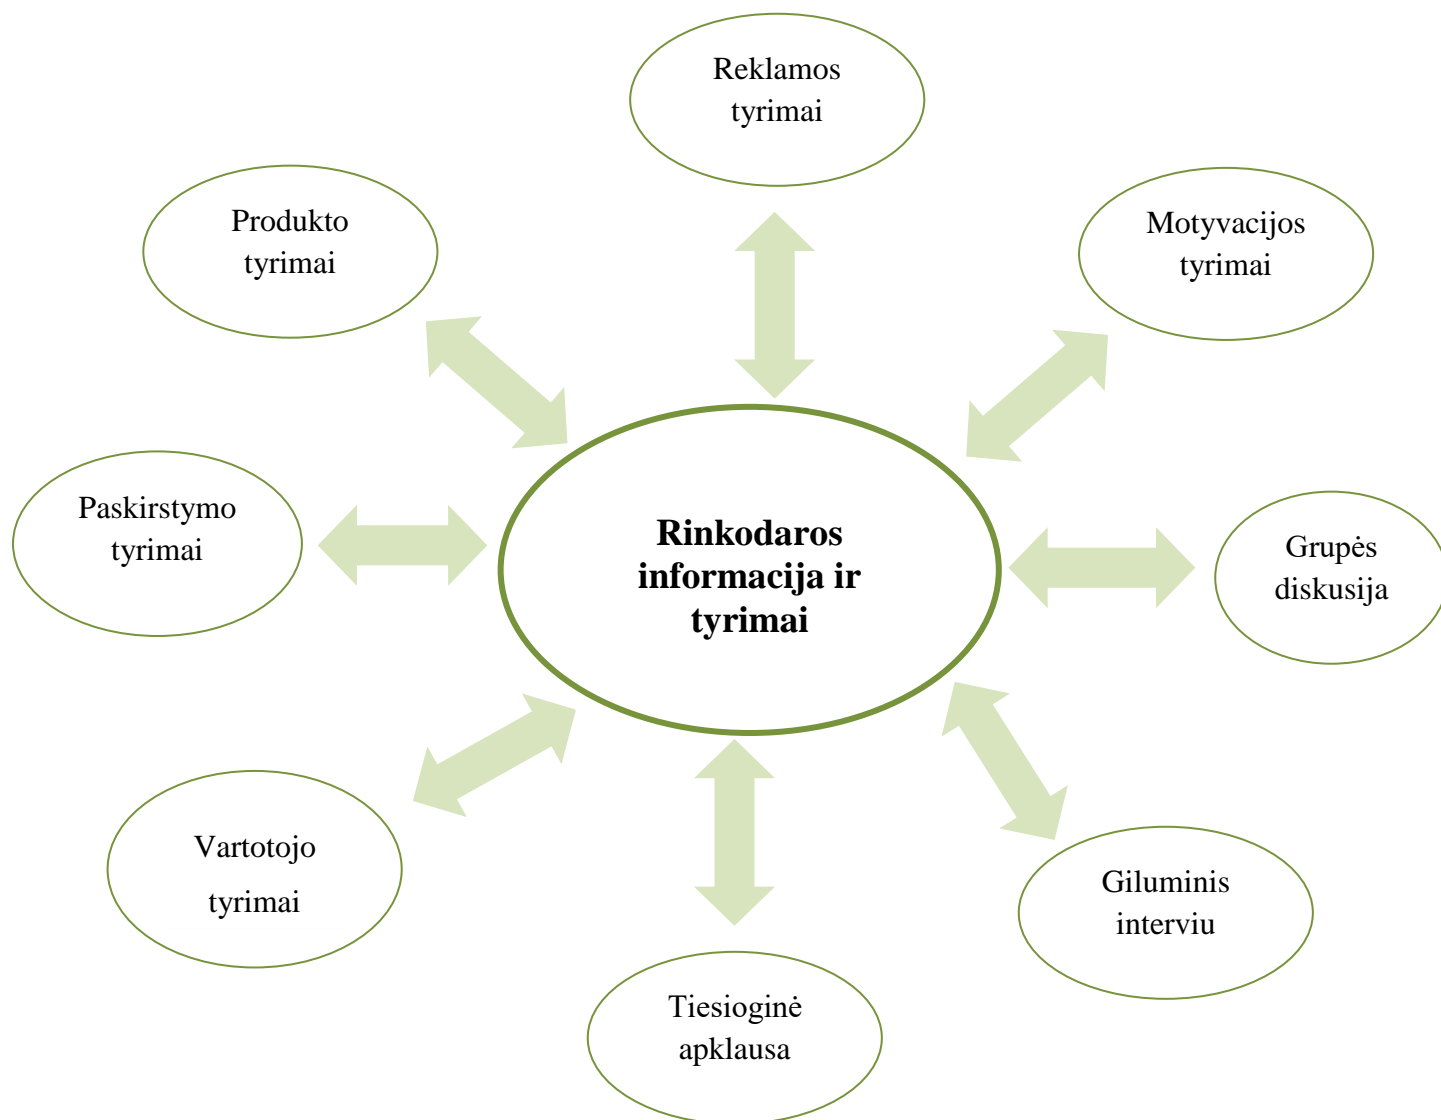 Reklamos
tyrimai
Produkto
tyrimai
Motyvacijos
tyrimai
Paskirstymo
tyrimai
Rinkodaros
informacija ir
tyrimai
Grupės
diskusija
Vartotojo
tyrimai
Giluminis
interviu
Tiesioginė
apklausa